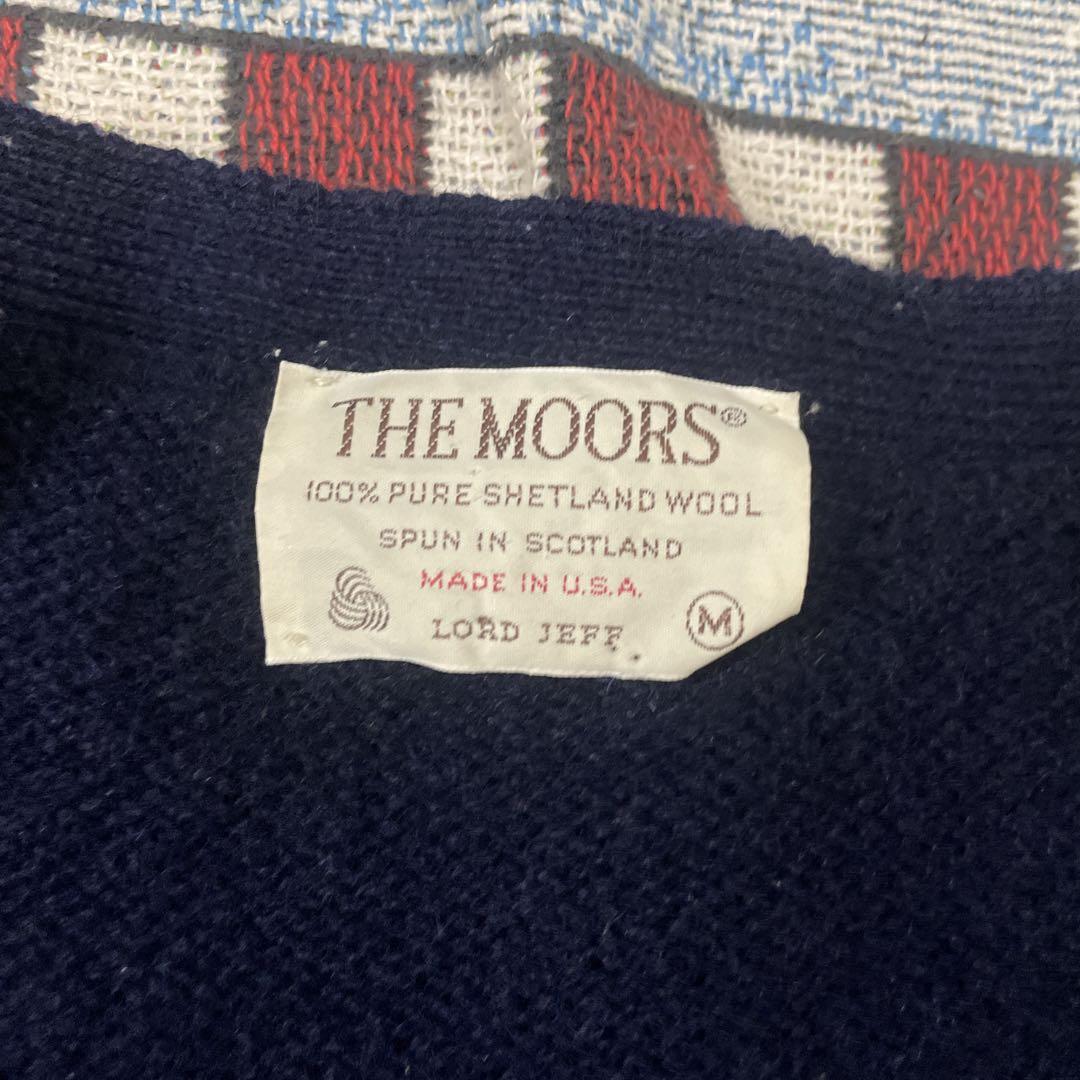 THE MOORS®
100% PURE SHETLAND WOOL
SPUN IN SCOTLAND
MADE IN U.S.A.
LORD JEFF
M